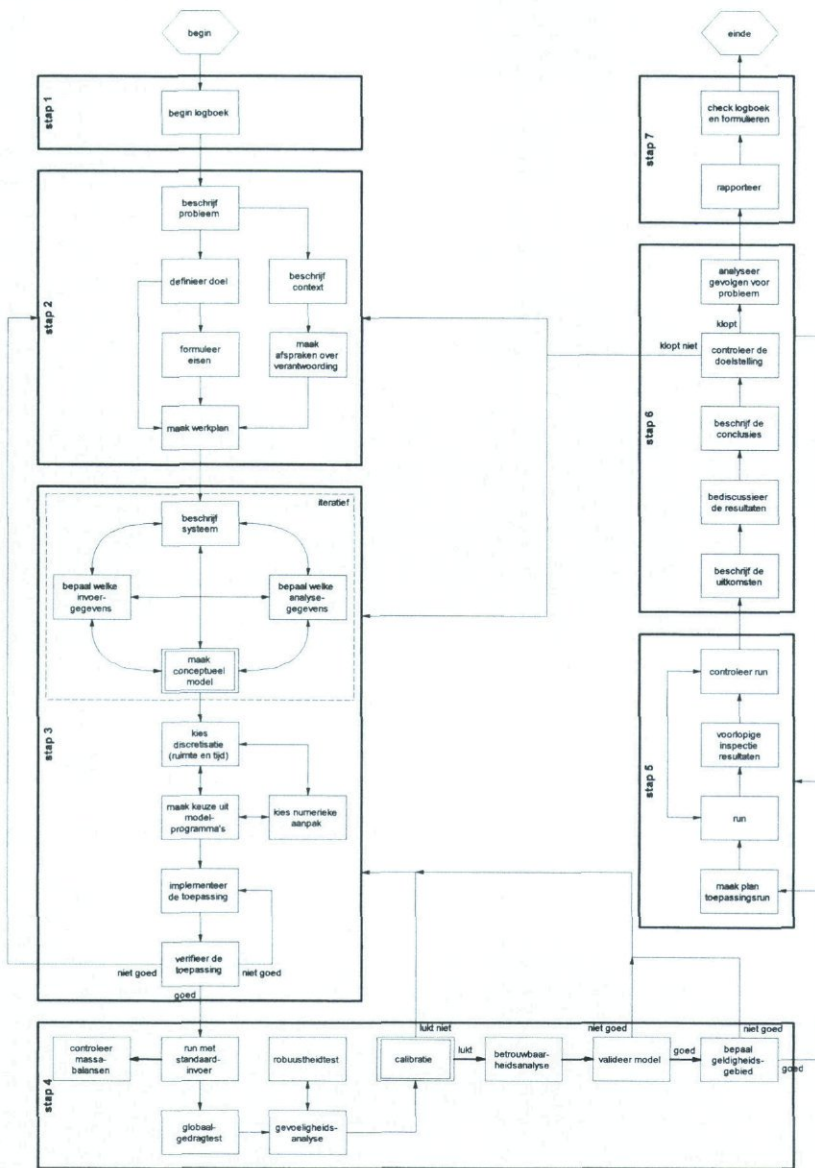 begin
stap 1
begin logboek
stap 2
beschrijf
probleem
definieer doel
beschrijf
context
formuleer
eisen
maak
afspraken over
verantwoording
maak werkplan
stap 3
iteratief
beschrijf
systeem
bepaal welke
invoer-
gegevens
bepaal welke
analyse-
gegevens
maak
conceptueel
model
kies
discretisatie
(ruimte en tijd)
maak keuze uit
model-
programma's
kies numerieke
aanpak
implementeer
de toepassing
verifieer de
toepassing
niet goed
niet goed
goed
stap 4
controleer
massa-
balansen
run met
standaard-
invoer
robuustheidtest
globaal-
gedragtest
gevoeligheids-
analyse
lukt niet
calibratie
lukt
betrouwbaar-
heidsanalyse
niet goed
valideer model
goed
niet goed
bepaal
geldigheids-
gebied
goed
stap 5
maak plan
toepassingsrun
run
voorlopige
inspectie
resultaten
controleer run
stap 6
beschrijf de
uitkomsten
bediscussieer
de resultaten
beschrijf de
conclusies
controleer de
doelstelling
klopt niet
klopt
analyseer
gevolgen voor
probleem
stap 7
rapporteer
check logboek
en formulieren
einde